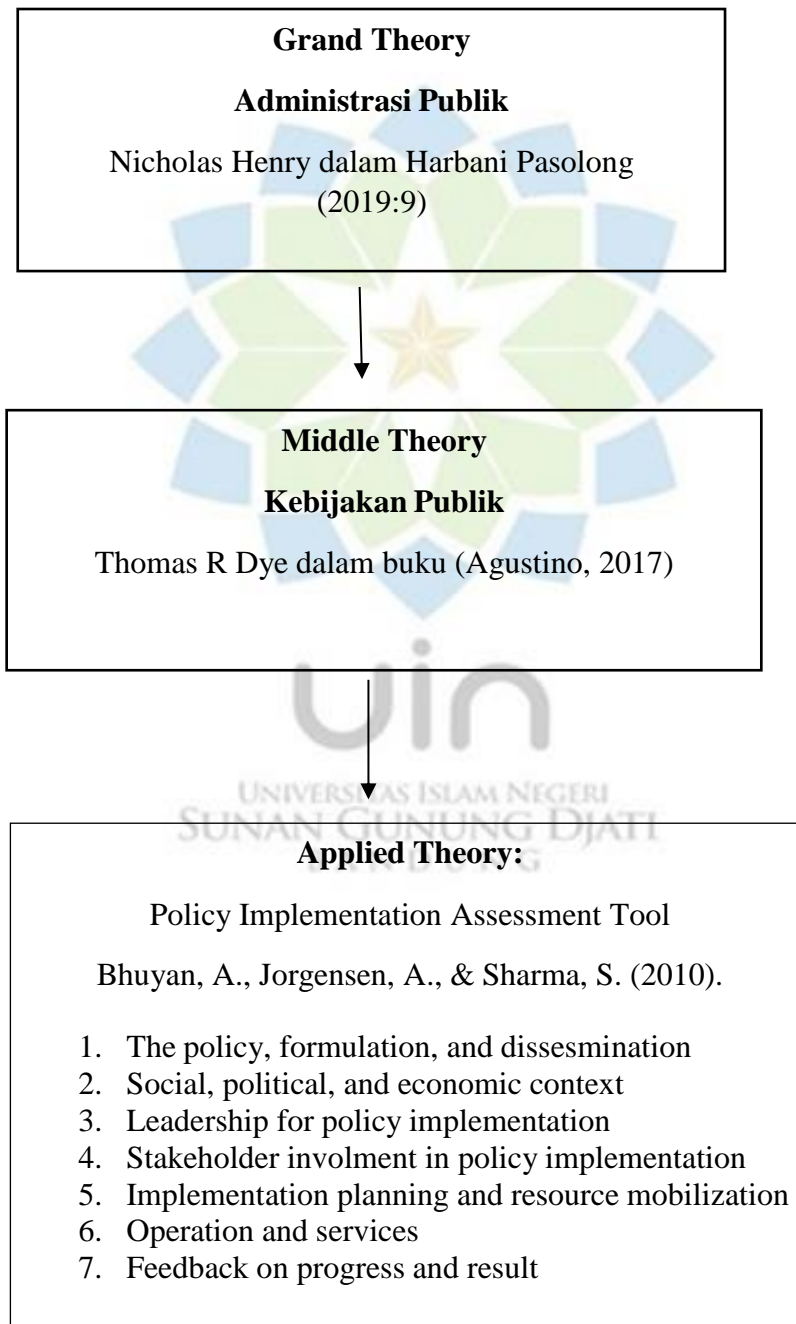 Grand Theory
Administrasi Publik
Nicholas Henry dalam Harbani Pasolong
(2019:9)
Middle Theory
Kebijakan Publik
Thomas R Dye dalam buku (Agustino, 2017)
uin
UNIVERSITAS ISLAM NEGERI
SUNAN GUNUNG DJATI
Applied Theory:
Policy Implementation Assessment Tool
Bhuyan, A., Jorgensen, A., & Sharma, S. (2010).
1. The policy, formulation, and dissesmination
2. Social, political, and economic context
3. Leadership for policy implementation
4. Stakeholder involment in policy implementation
5. Implementation planning and resource mobilization
6. Operation and services
7. Feedback on progress and result